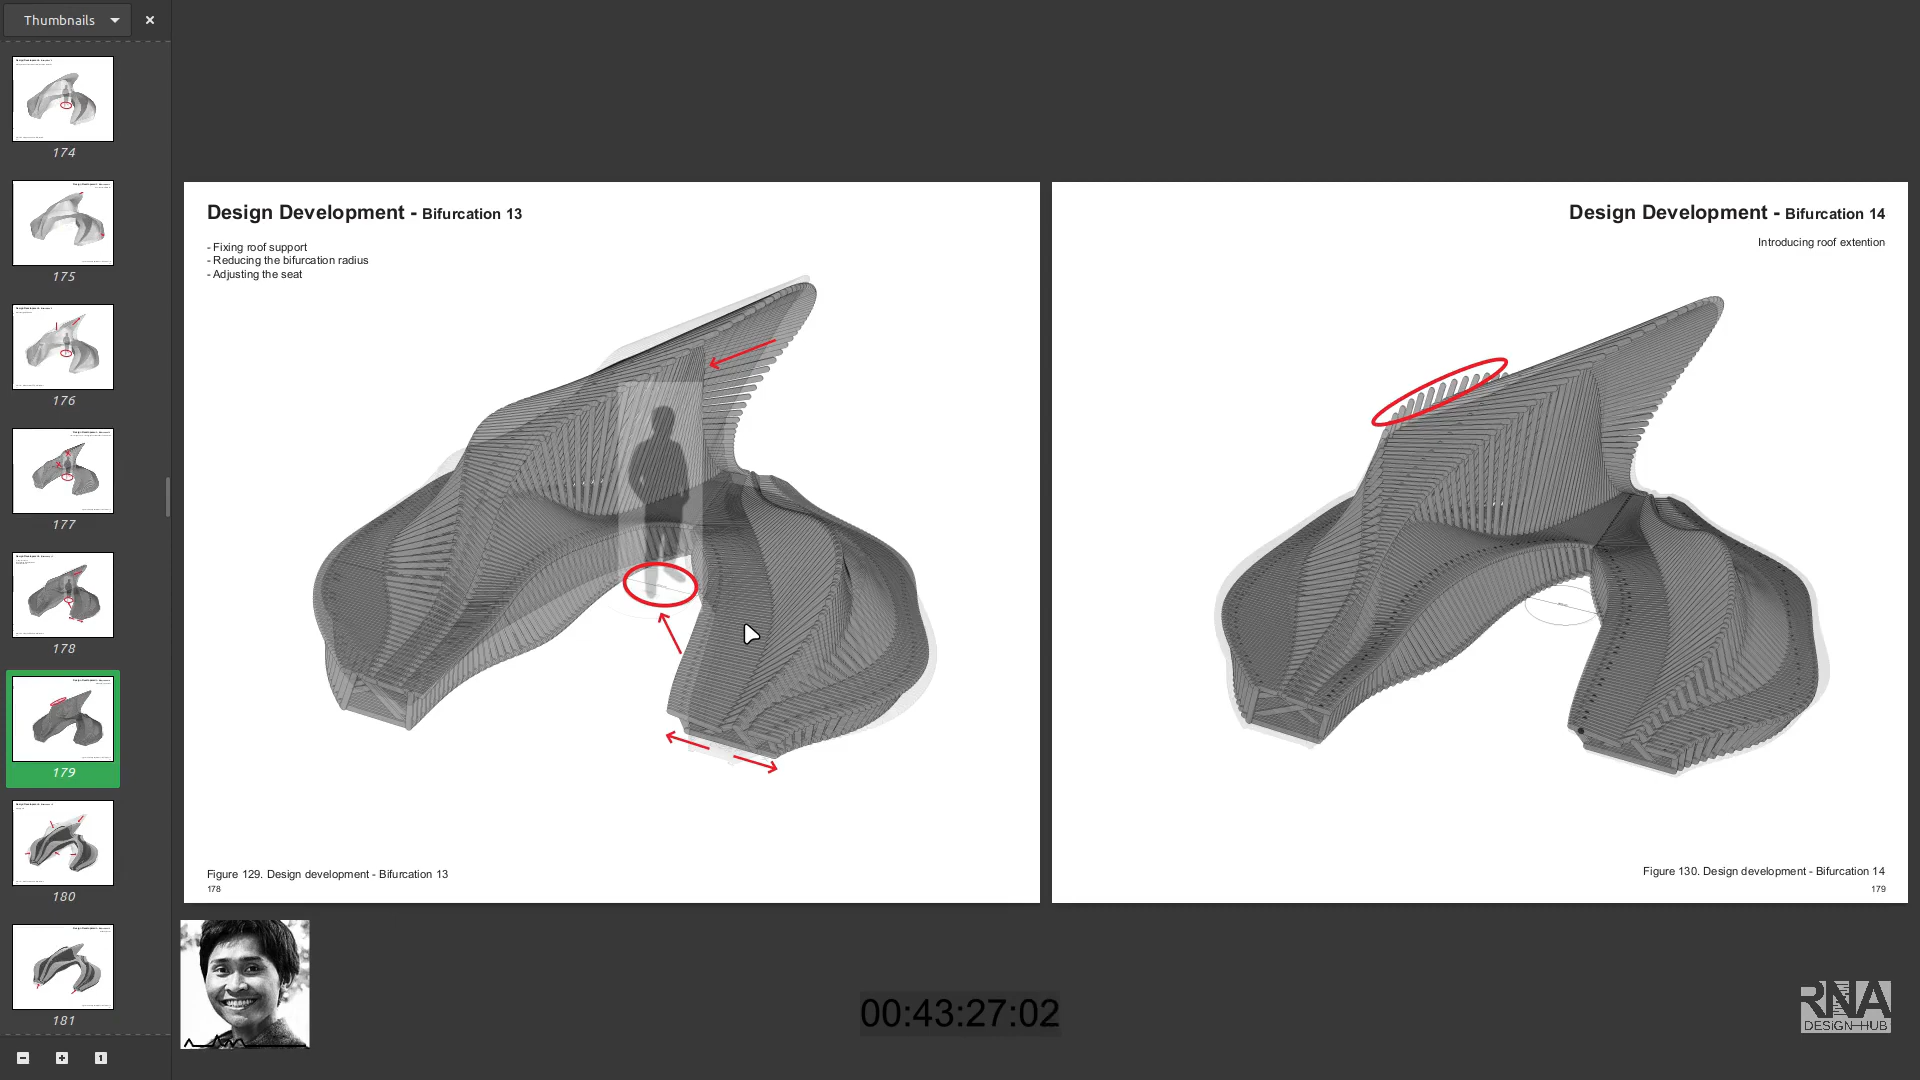 Thumbnails
174
175
176
177
178
179
180
181
1
Design Development - Bifurcation 13
- Fixing roof support
- Reducing the bifurcation radius
- Adjusting the seat
Figure 129. Design development - Bifurcation 13
178
Design Development - Bifurcation 14
Introducing roof extention
Figure 130. Design development - Bifurcation 14
179
00:43:27:02
RNA
DESiGN-HUB